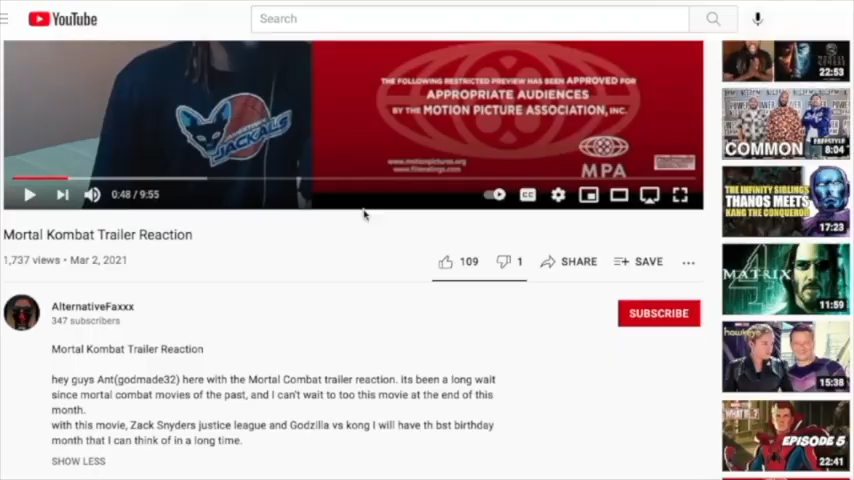 YouTube
Search
22:53
THE FOLLOWING RESTRICTED PREVIEW HAS BEEN APPROVED FOR
APPROPRIATE AUDIENCES
BY THE MOTION PICTURE ASSOCIATION, INC.
JACKALS
www.motionpictures.org
www.filmratings.com
MPA
COMMON
FREESTYLE
8:04
0:48 / 9:55
CC
THE INFINITY SIBLINGS
THANOS MEETS
KANG THE CONQUEROR
17:23
Mortal Kombat Trailer Reaction
1,737 views • Mar 2, 2021
109
1
SHARE
SAVE
MATRIX
4
11:59
AlternativeFaxxx
347 subscribers
SUBSCRIBE
Mortal Kombat Trailer Reaction
hey guys Ant(godmade32) here with the Mortal Combat trailer reaction. its been a long wait
since mortal combat movies of the past, and I can't wait to too this movie at the end of this
month.
with this movie, Zack Snyders justice league and Godzilla vs kong I will have th bst birthday
month that I can think of in a long time.
SHOW LESS
hawkeye
15:38
WHAT IF...?
EPISODE 5
22:41